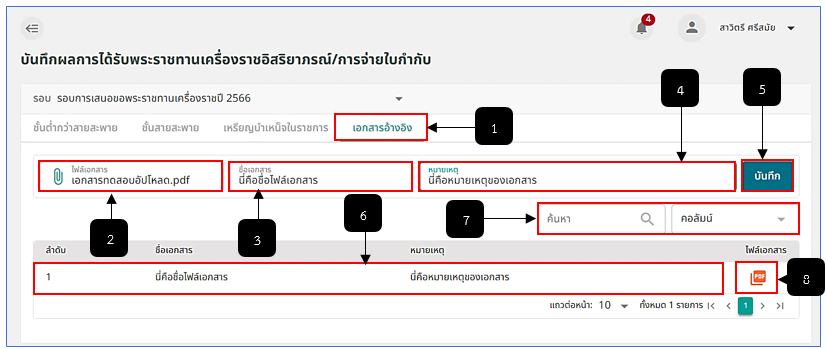 4
สาวิตรี ศรีสมัย
บันทึกผลการได้รับพระราชทานเครื่องราชอิสริยาภรณ์/การจ่ายใบกำกับ
4
5
รอบ รอบการเสนอขอพระราชทานเครื่องราชปี 2566
ชั้นต่ำกว่าสายสะพาย ชั้นสายสะพาย เหรียญบำเหน็จในราชการ เอกสารอ้างอิง
1
ไฟล์เอกสาร ชื่อเอกสาร หมายเหตุ
เอกสารทดสอบอัปโหลด.pdf นี่คือชื่อไฟล์เอกสาร นี่คือหมายเหตุของเอกสาร บันทึก
6
7
ค้นหา คอลัมน์
2
3
ลำดับ ชื่อเอกสาร หมายเหตุ ไฟล์เอกสาร
1 นี่คือชื่อไฟล์เอกสาร นี่คือหมายเหตุของเอกสาร PDF
8
แถวต่อหน้า: 10 ทั้งหมด 1 รายการ 1